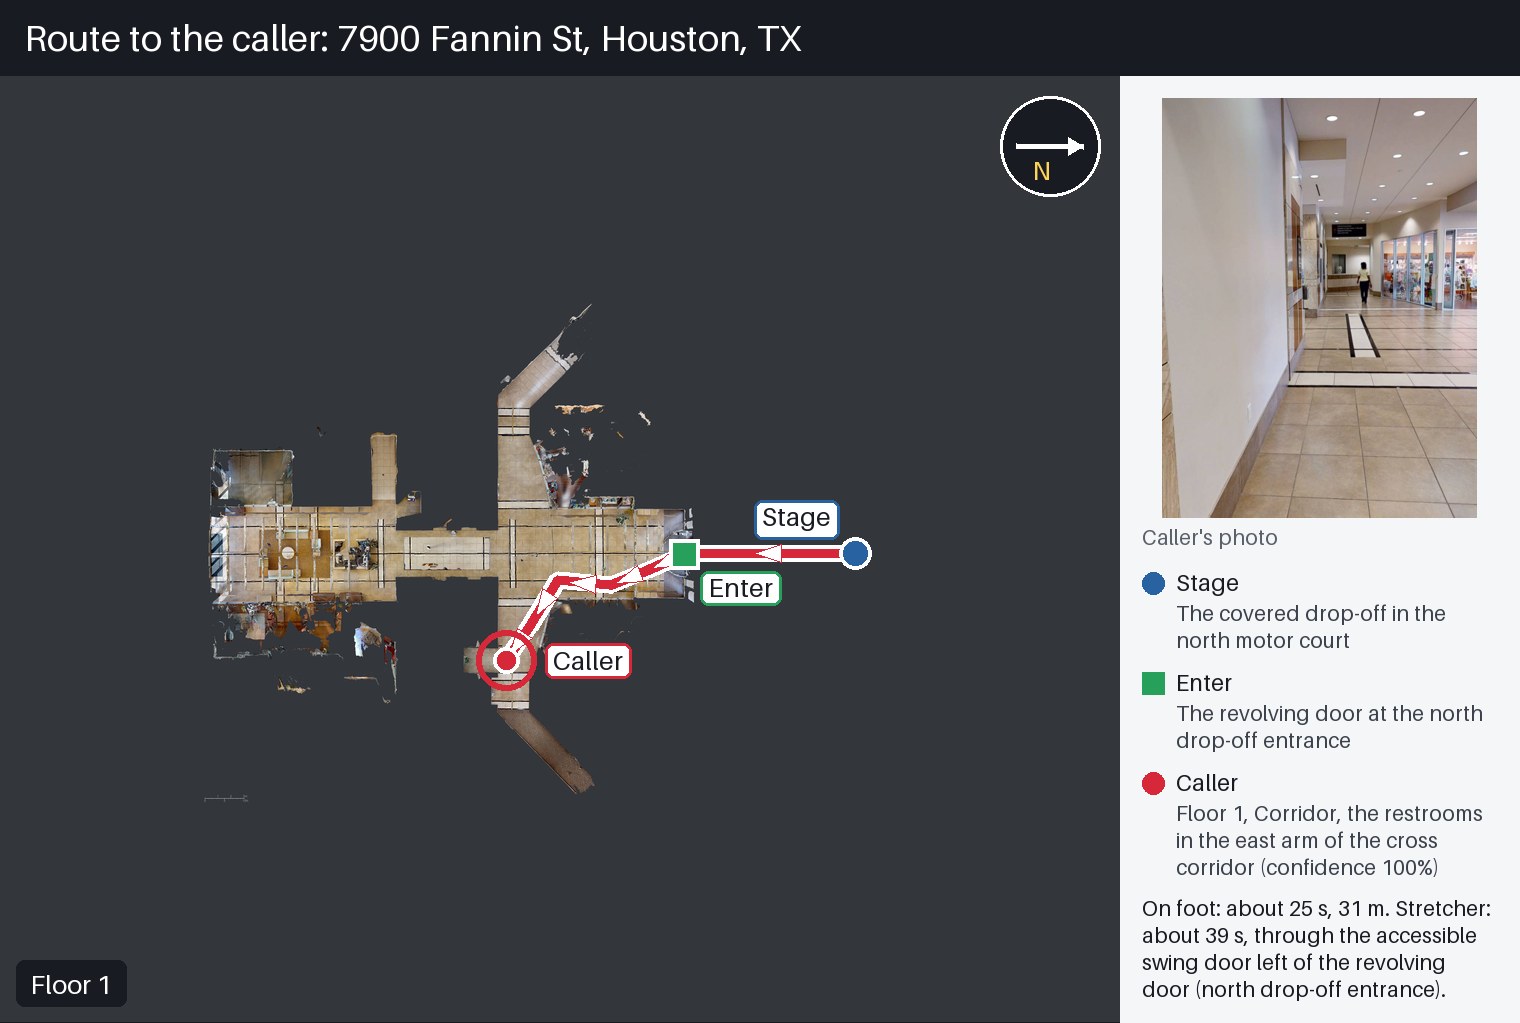 Route to the caller: 7900 Fannin St, Houston, TX
N
Stage
Enter
Caller
Floor 1
Caller's photo
Stage
The covered drop-off in the
north motor court
Enter
The revolving door at the north
drop-off entrance
Caller
Floor 1, Corridor, the restrooms
in the east arm of the cross
corridor (confidence 100%)
On foot: about 25 s, 31 m. Stretcher:
about 39 s, through the accessible
swing door left of the revolving
door (north drop-off entrance).